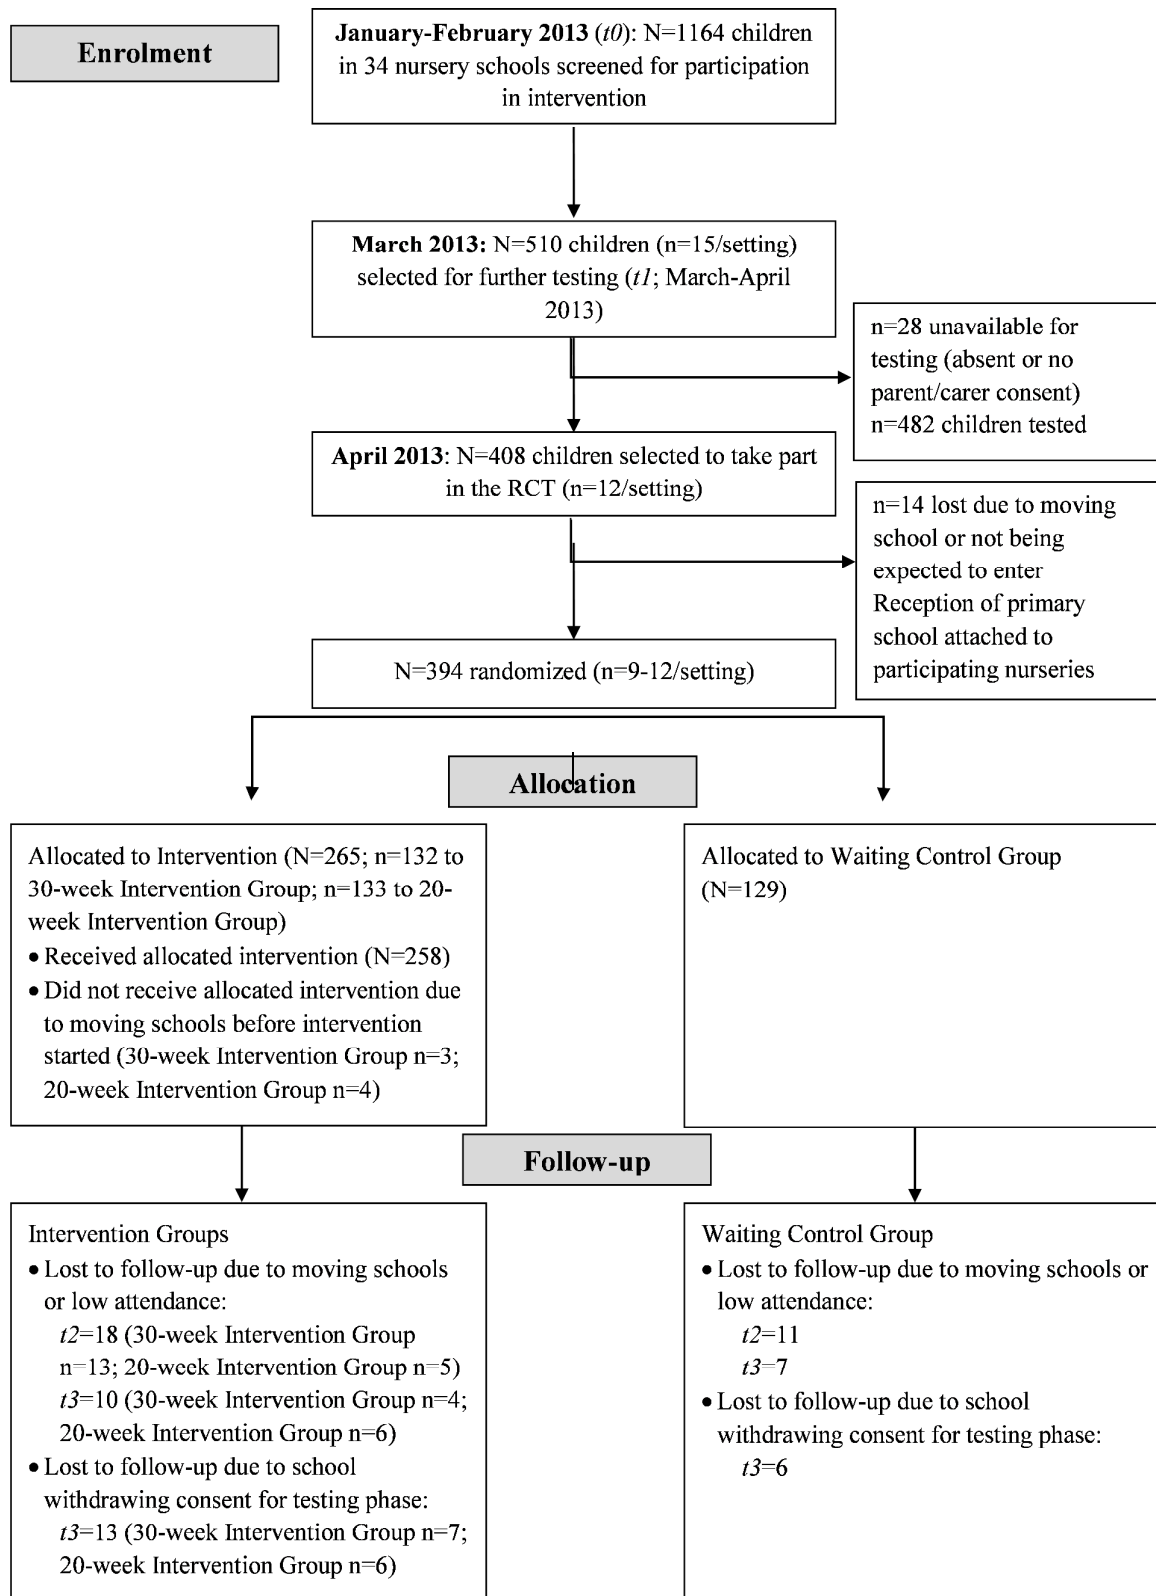 Enrolment
January-February 2013 (t0): N=1164 children
in 34 nursery schools screened for participation
in intervention
March 2013: N=510 children (n=15/setting)
selected for further testing (t1; March-April
2013)
n=28 unavailable for
testing (absent or no
parent/carer consent)
n=482 children tested
April 2013: N=408 children selected to take part
in the RCT (n=12/setting)
n=14 lost due to moving
school or not being
expected to enter
Reception of primary
school attached to
participating nurseries
N=394 randomized (n=9-12/setting)
Allocation
Allocated to Intervention (N=265; n=132 to
30-week Intervention Group; n=133 to 20-
week Intervention Group)
• Received allocated intervention (N=258)
• Did not receive allocated intervention due
to moving schools before intervention
started (30-week Intervention Group n=3;
20-week Intervention Group n=4)
Allocated to Waiting Control Group
(N=129)
Follow-up
Intervention Groups
• Lost to follow-up due to moving schools
or low attendance:
t2=18 (30-week Intervention Group
n=13; 20-week Intervention Group n=5)
t3=10 (30-week Intervention Group n=4;
20-week Intervention Group n=6)
• Lost to follow-up due to school
withdrawing consent for testing phase:
t3=13 (30-week Intervention Group n=7;
20-week Intervention Group n=6)
Waiting Control Group
• Lost to follow-up due to moving schools or
low attendance:
t2=11
t3=7
• Lost to follow-up due to school
withdrawing consent for testing phase:
t3=6